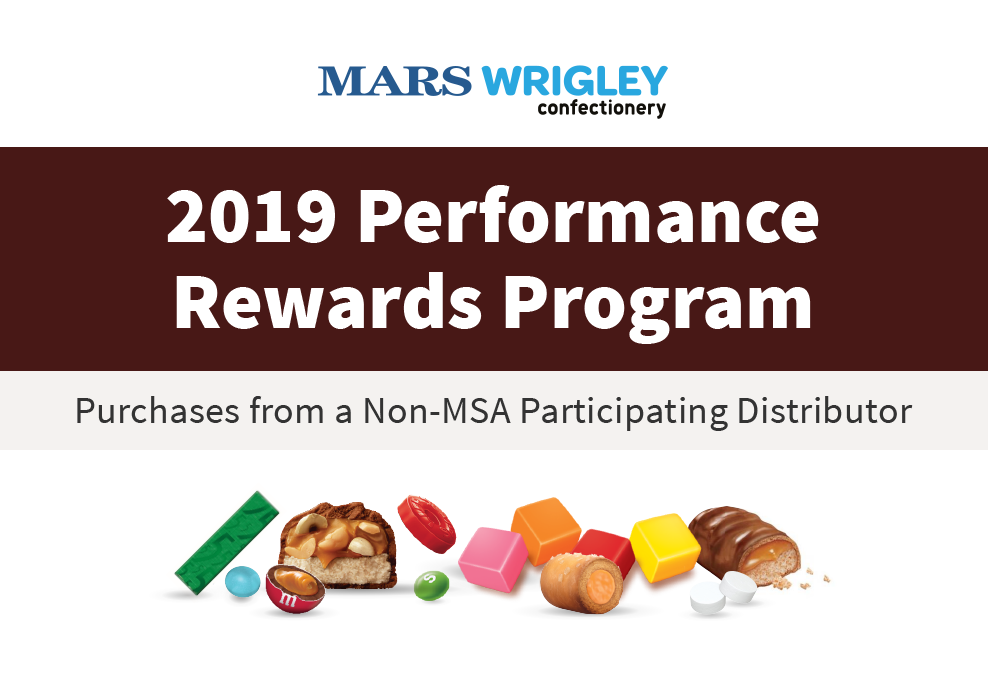 MARS WRIGLEY
confectionery
2019 Performance
Rewards Program
Purchases from a Non-MSA Participating Distributor
m
S